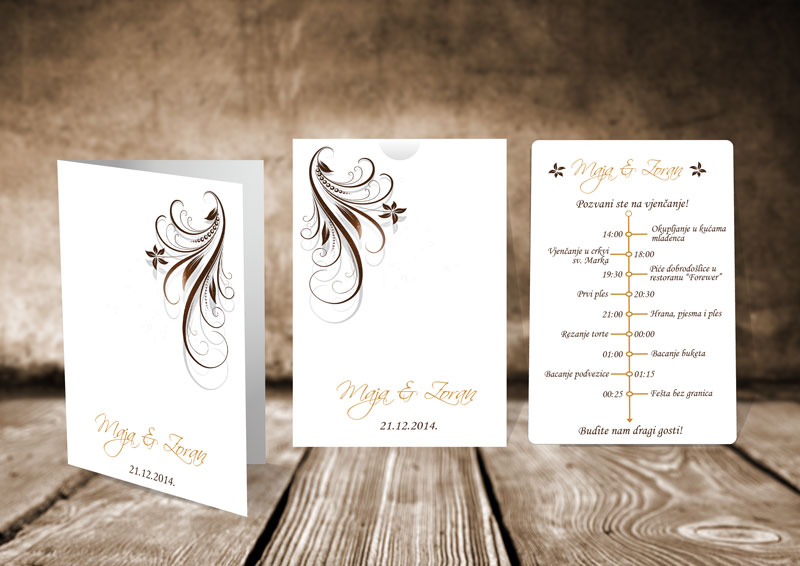 Maja & Zoran
21.12.2014.
Maja & Zoran
21.12.2014.
Maja & Zoran
Pozvani ste na vjenčanje!
14:00 Okupljanje u kućama
mladenca
Vjenčanje u crkvi
sv. Marka 18:00
19:30 Piće dobrodošlice u
restoranu "Forewer"
Prvi ples 20:30
21:00 Hrana, pjesma i ples
Rezanje torte 00:00
01:00 Bacanje buketa
Bacanje podvezice 01:15
00:25 Fešta bez granica
Budite nam dragi gosti!